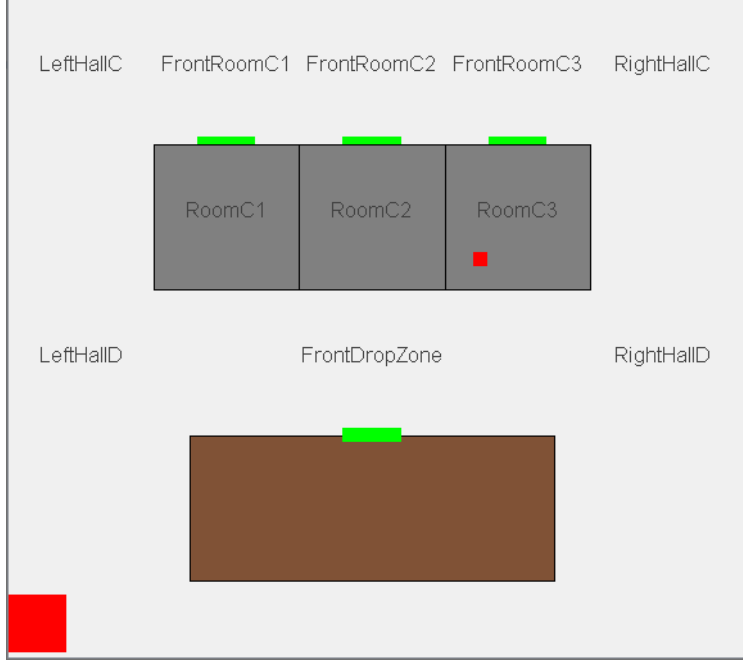 LeftHallC FrontRoomC1 FrontRoomC2 FrontRoomC3 RightHallC
RoomC1 RoomC2 RoomC3
LeftHallD FrontDropZone RightHallD